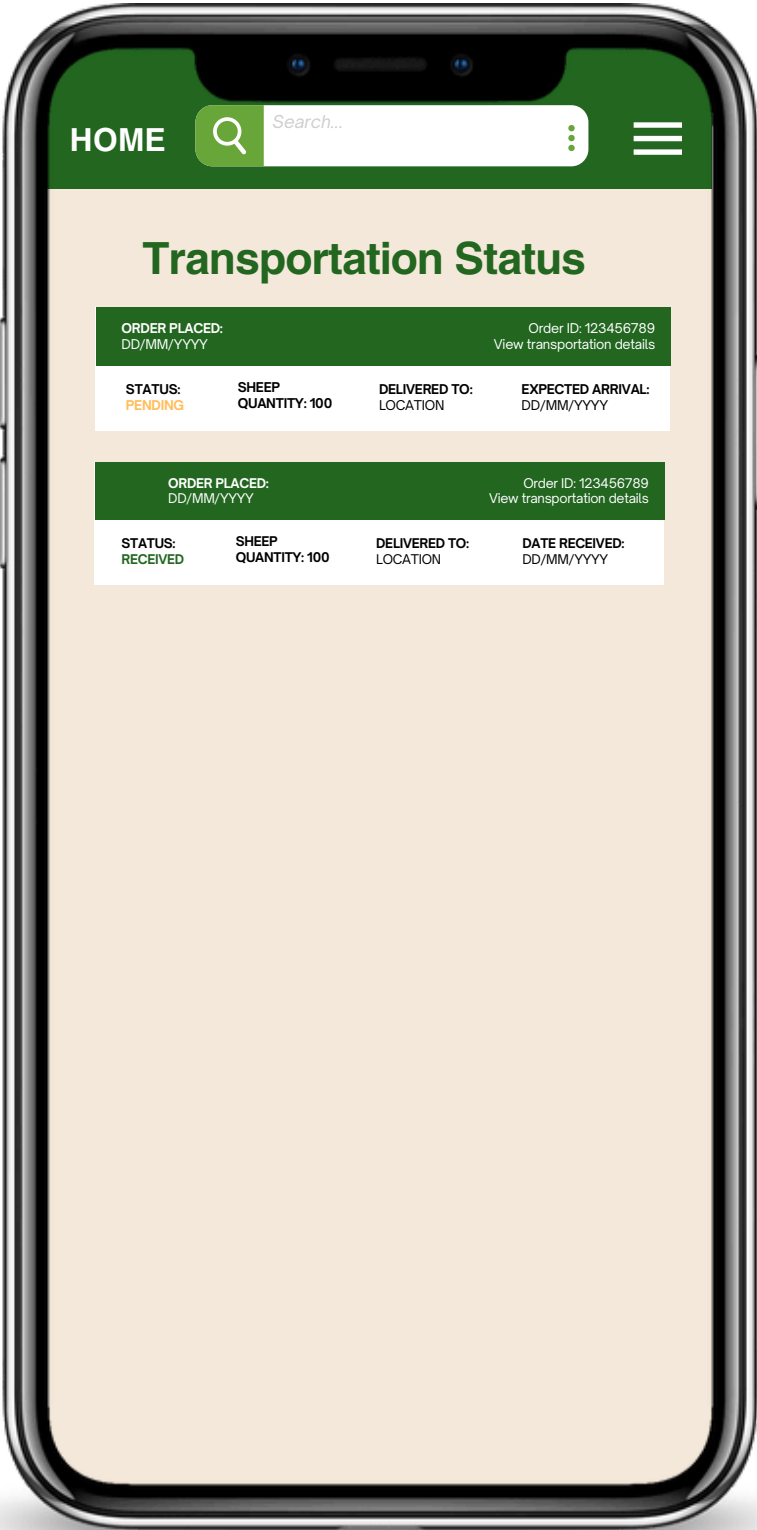 HOME
Search...
Transportation Status
ORDER PLACED:
DD/MM/YYYY
Order ID: 123456789
View transportation details
STATUS:
PENDING
SHEEP
QUANTITY: 100
DELIVERED TO:
LOCATION
EXPECTED ARRIVAL:
DD/MM/YYYY
ORDER PLACED:
DD/MM/YYYY
Order ID: 123456789
View transportation details
STATUS:
RECEIVED
SHEEP
QUANTITY: 100
DELIVERED TO:
LOCATION
DATE RECEIVED:
DD/MM/YYYY